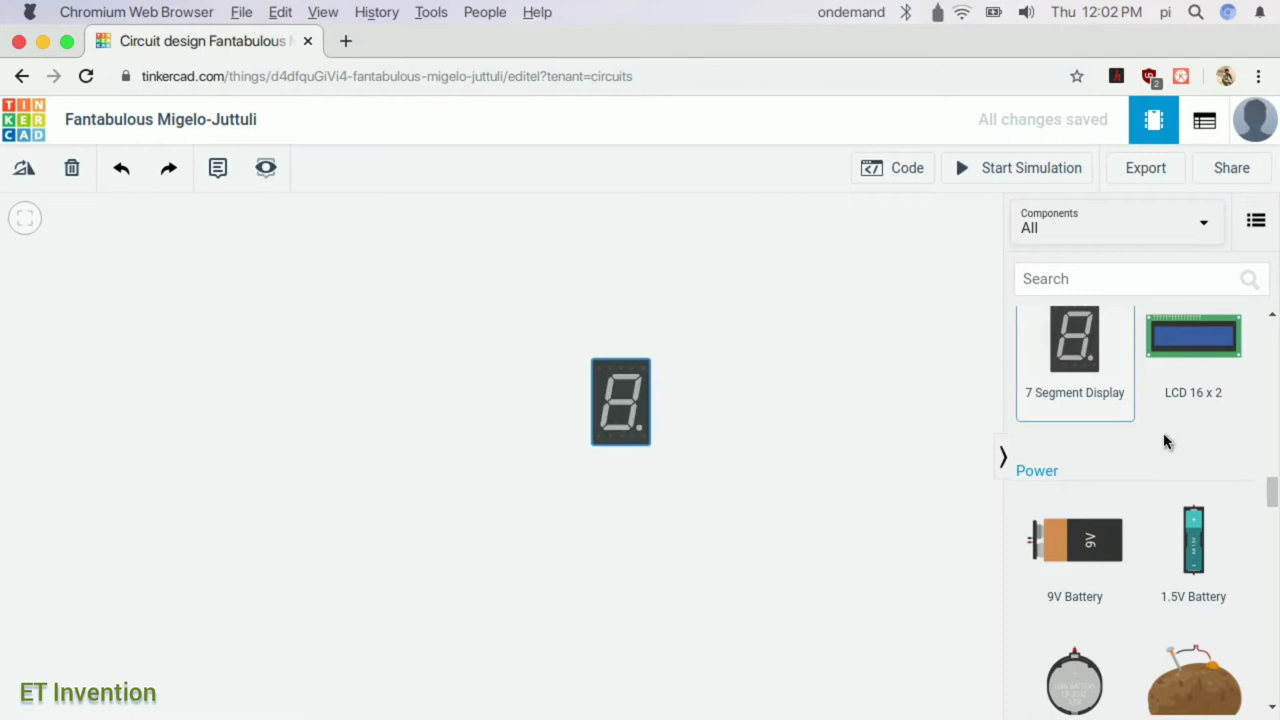 Chromium Web Browser File Edit View History Tools People Help ondemand Thu 12:02 PM pi
Circuit design Fantabulous
tinkercad.com/things/d4dfquGiVi4-fantabulous-migelo-juttuli/editel?tenant=circuits
2
TIN
KER
CAD
Fantabulous Migelo-Juttuli
All changes saved
Code
Start Simulation
Export
Share
Components
All
Search
7 Segment Display
LCD 16 x 2
Power
9V
9V Battery
1.5V Battery
ET Invention